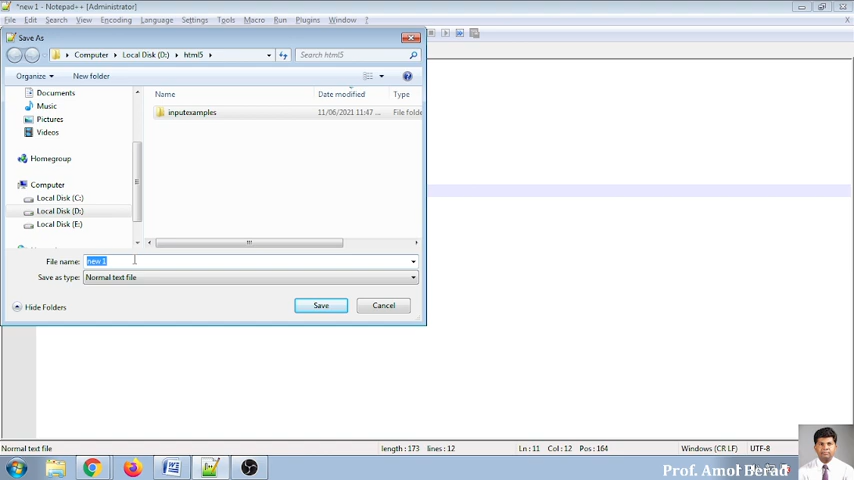 *new 1 - Notepad++ [Administrator]
File Edit Search View Encoding Language Settings Tools Macro Run Plugins Window ?
Save As
Computer Local Disk (D:) html5
Search html5
Organize New folder
Documents
Music
Pictures
Videos
Homegroup
Computer
Local Disk (C:)
Local Disk (D:)
Local Disk (E:)
Name Date modified Type
inputexamples 11/06/2021 11:47 ... File folde
File name: new 1
Save as type: Normal text file
Hide Folders Save Cancel
Normal text file length : 173 lines : 12 Ln : 11 Col : 12 Pos : 164 Windows (CR LF) UTF-8
Prof. Amol Berad